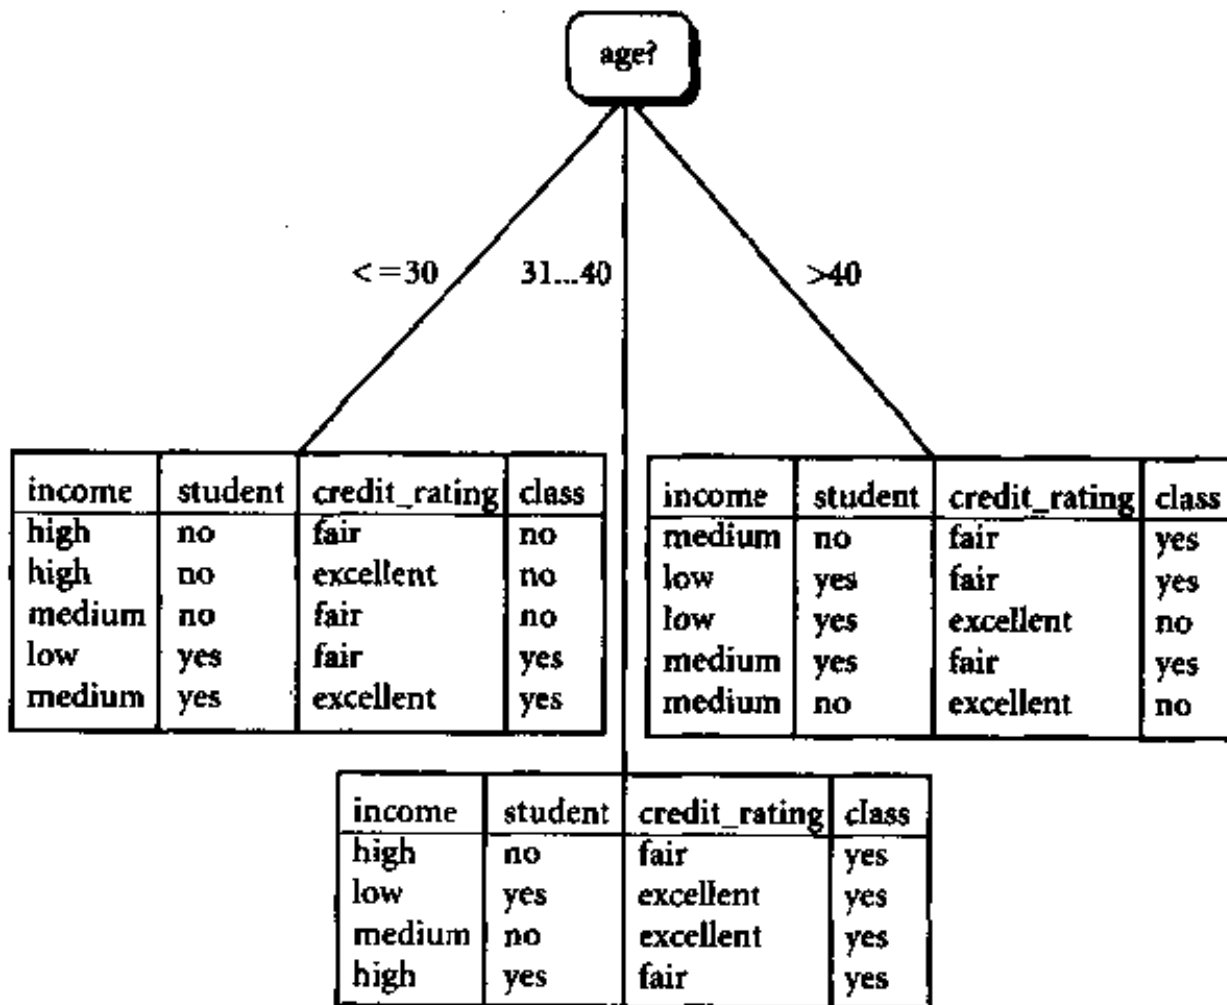 age?
<=30 31...40 >40
income student credit_rating class
high no fair no
high no excellent no
medium no fair no
low yes fair yes
medium yes excellent yes
income student credit_rating class
medium no fair yes
low yes fair yes
low yes excellent no
medium yes fair yes
medium no excellent no
income student credit_rating class
high no fair yes
low yes excellent yes
medium no excellent yes
high yes fair yes